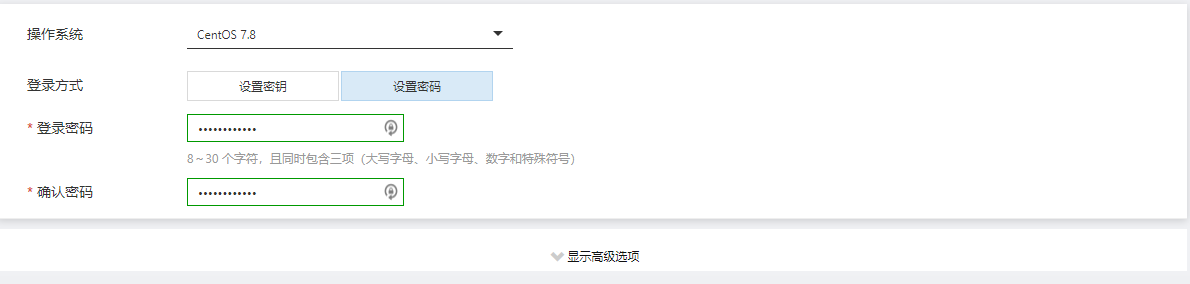 操作系统 CentOS 7.8
登录方式 设置密钥 设置密码
* 登录密码 ••••••••••••
8～30 个字符，且同时包含三项（大写字母、小写字母、数字和特殊符号）
* 确认密码 ••••••••••••
显示高级选项